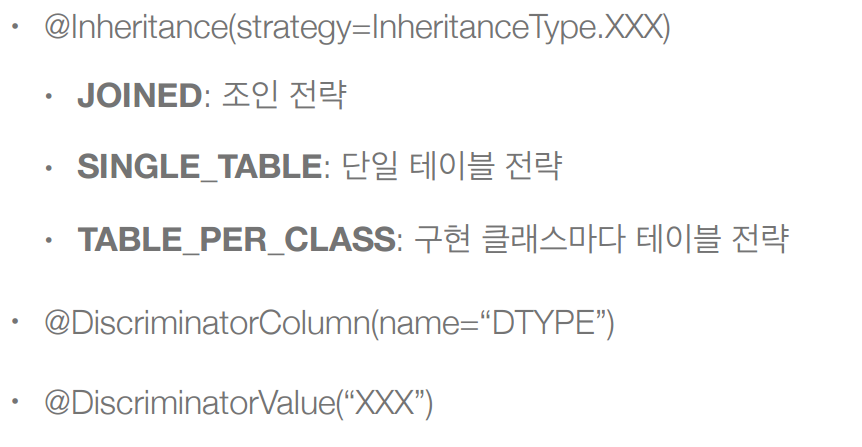 • @Inheritance(strategy=InheritanceType.XXX)
• JOINED: 조인 전략
• SINGLE_TABLE: 단일 테이블 전략
• TABLE_PER_CLASS: 구현 클래스마다 테이블 전략
• @DiscriminatorColumn(name=“DTYPE”)
• @DiscriminatorValue(“XXX”)